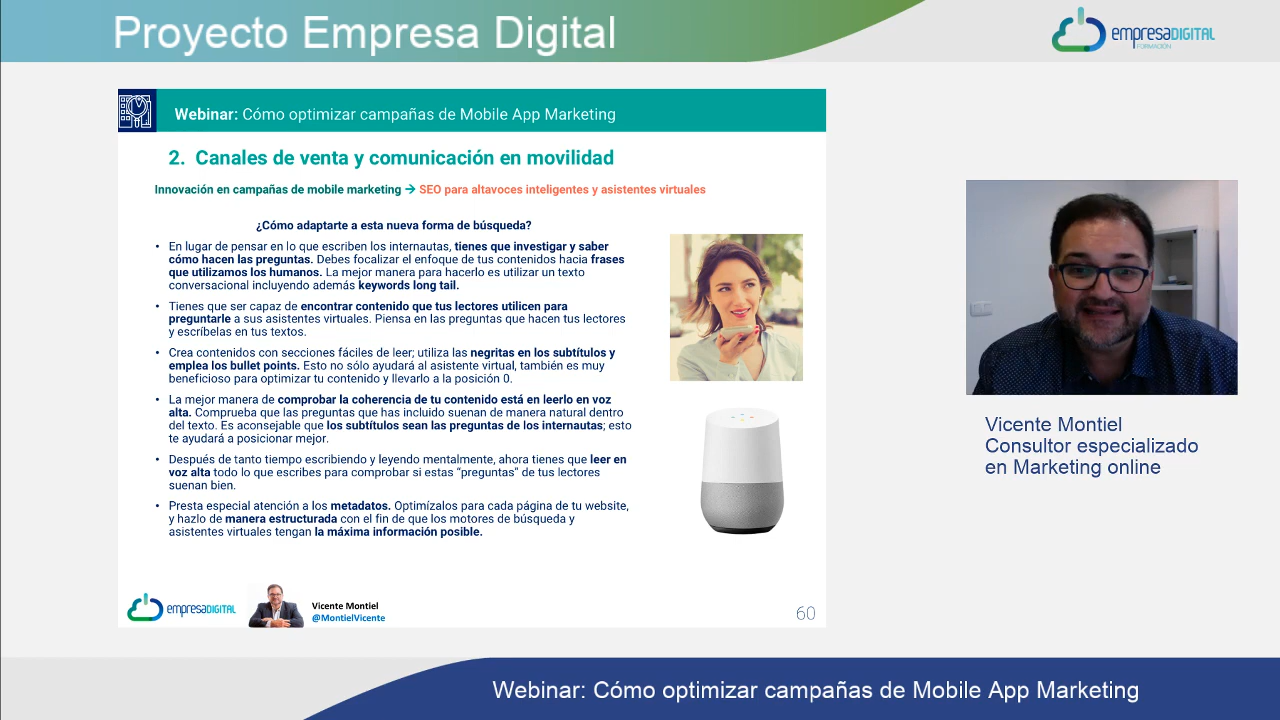 Proyecto Empresa Digital
empresaDIGITAL
FORMACIÓN
Webinar: Cómo optimizar campañas de Mobile App Marketing
2. Canales de venta y comunicación en movilidad
Innovación en campañas de mobile marketing → SEO para altavoces inteligentes y asistentes virtuales
¿Cómo adaptarte a esta nueva forma de búsqueda?
• En lugar de pensar en lo que escriben los internautas, tienes que investigar y saber
cómo hacen las preguntas. Debes focalizar el enfoque de tus contenidos hacia frases
que utilizamos los humanos. La mejor manera para hacerlo es utilizar un texto
conversacional incluyendo además keywords long tail.
• Tienes que ser capaz de encontrar contenido que tus lectores utilicen para
preguntarle a sus asistentes virtuales. Piensa en las preguntas que hacen tus lectores
y escríbelas en tus textos.
• Crea contenidos con secciones fáciles de leer; utiliza las negritas en los subtítulos y
emplea los bullet points. Esto no sólo ayudará al asistente virtual, también es muy
beneficioso para optimizar tu contenido y llevarlo a la posición 0.
• La mejor manera de comprobar la coherencia de tu contenido está en leerlo en voz
alta. Comprueba que las preguntas que has incluido suenan de manera natural dentro
del texto. Es aconsejable que los subtítulos sean las preguntas de los internautas; esto
te ayudará a posicionar mejor.
• Después de tanto tiempo escribiendo y leyendo mentalmente, ahora tienes que leer en
voz alta todo lo que escribes para comprobar si estas “preguntas” de tus lectores
suenan bien.
• Presta especial atención a los metadatos. Optimízalos para cada página de tu website,
y hazlo de manera estructurada con el fin de que los motores de búsqueda y
asistentes virtuales tengan la máxima información posible.
empresaDIGITAL
Vicente Montiel
@MontielVicente
60
Vicente Montiel
Consultor especializado
en Marketing online
Webinar: Cómo optimizar campañas de Mobile App Marketing